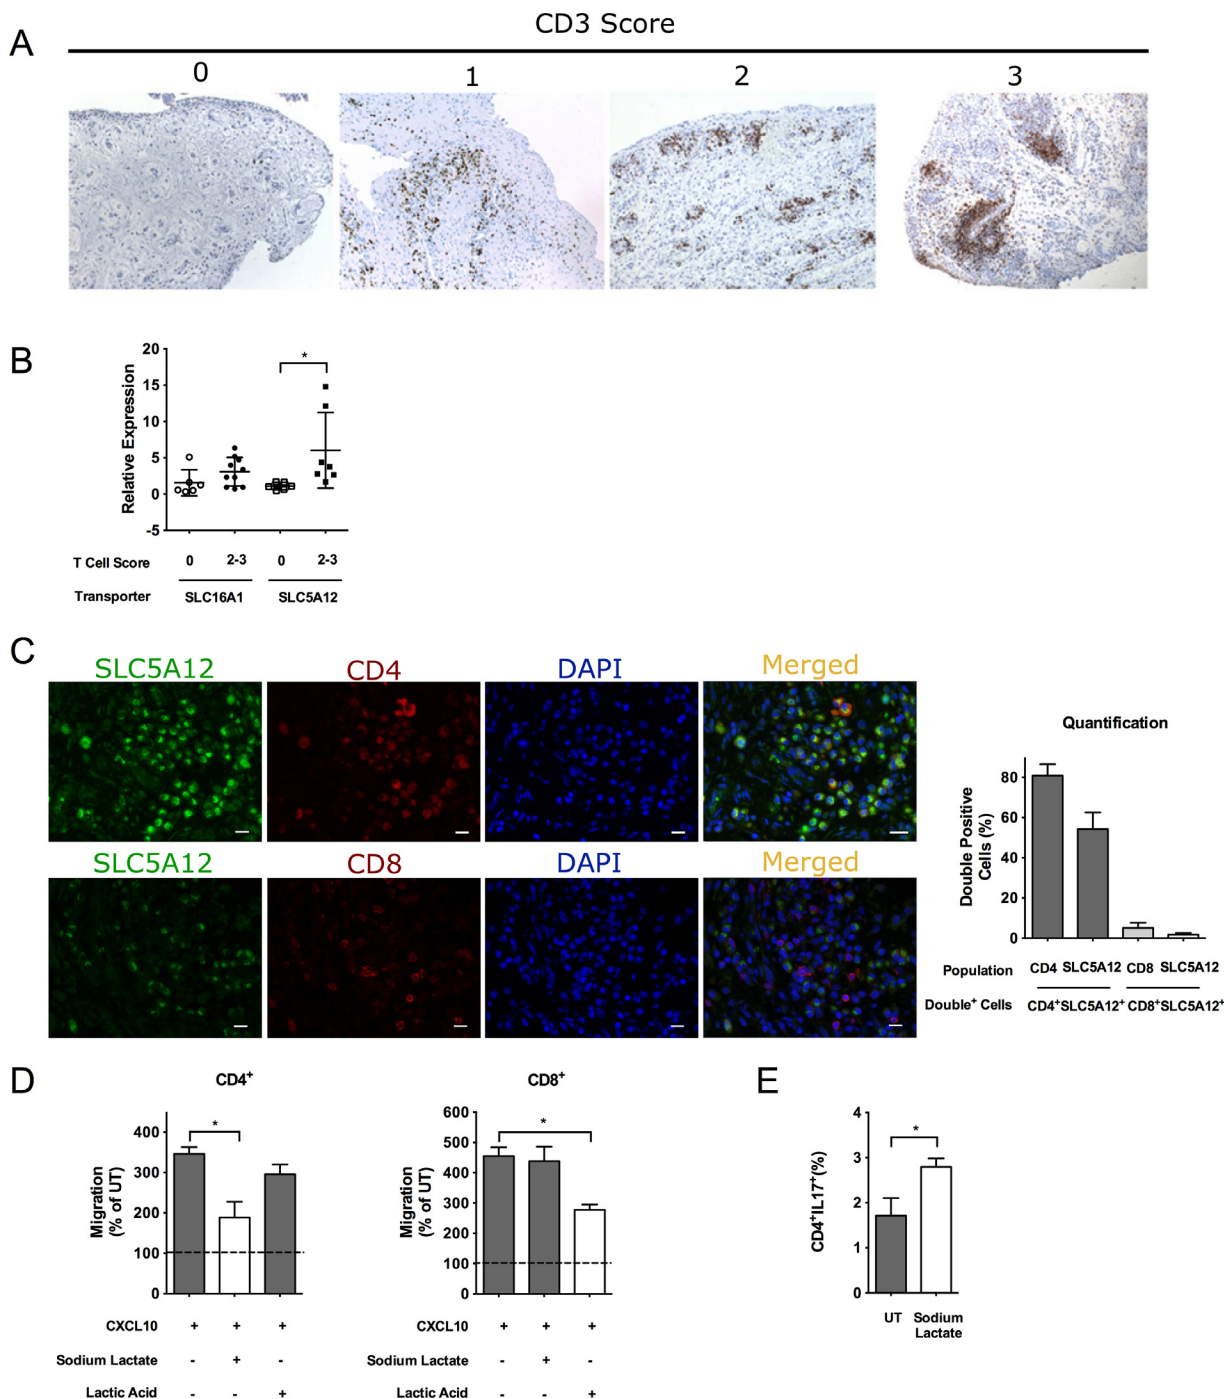 A
CD3 Score
0 1 2 3
B
Relative Expression
20
15
10
5
0
-5
*
T Cell Score 0 2-3 0 2-3
Transporter SLC16A1 SLC5A12
C
SLC5A12 CD4 DAPI Merged
SLC5A12 CD8 DAPI Merged
Quantification
Double Positive
Cells (%)
80
60
40
20
0
Population CD4 SLC5A12 CD8 SLC5A12
Double⁺ Cells CD4⁺SLC5A12⁺ CD8⁺SLC5A12⁺
D
CD4⁺
Migration
(% of UT)
400
300
200
100
0
*
CXCL10 + + +
Sodium Lactate - + -
Lactic Acid - - +
CD8⁺
Migration
(% of UT)
600
500
400
300
200
100
0
*
CXCL10 + + +
Sodium Lactate - + -
Lactic Acid - - +
E
CD4⁺IL17⁺(%)
4
3
2
1
0
*
UT Sodium
Lactate